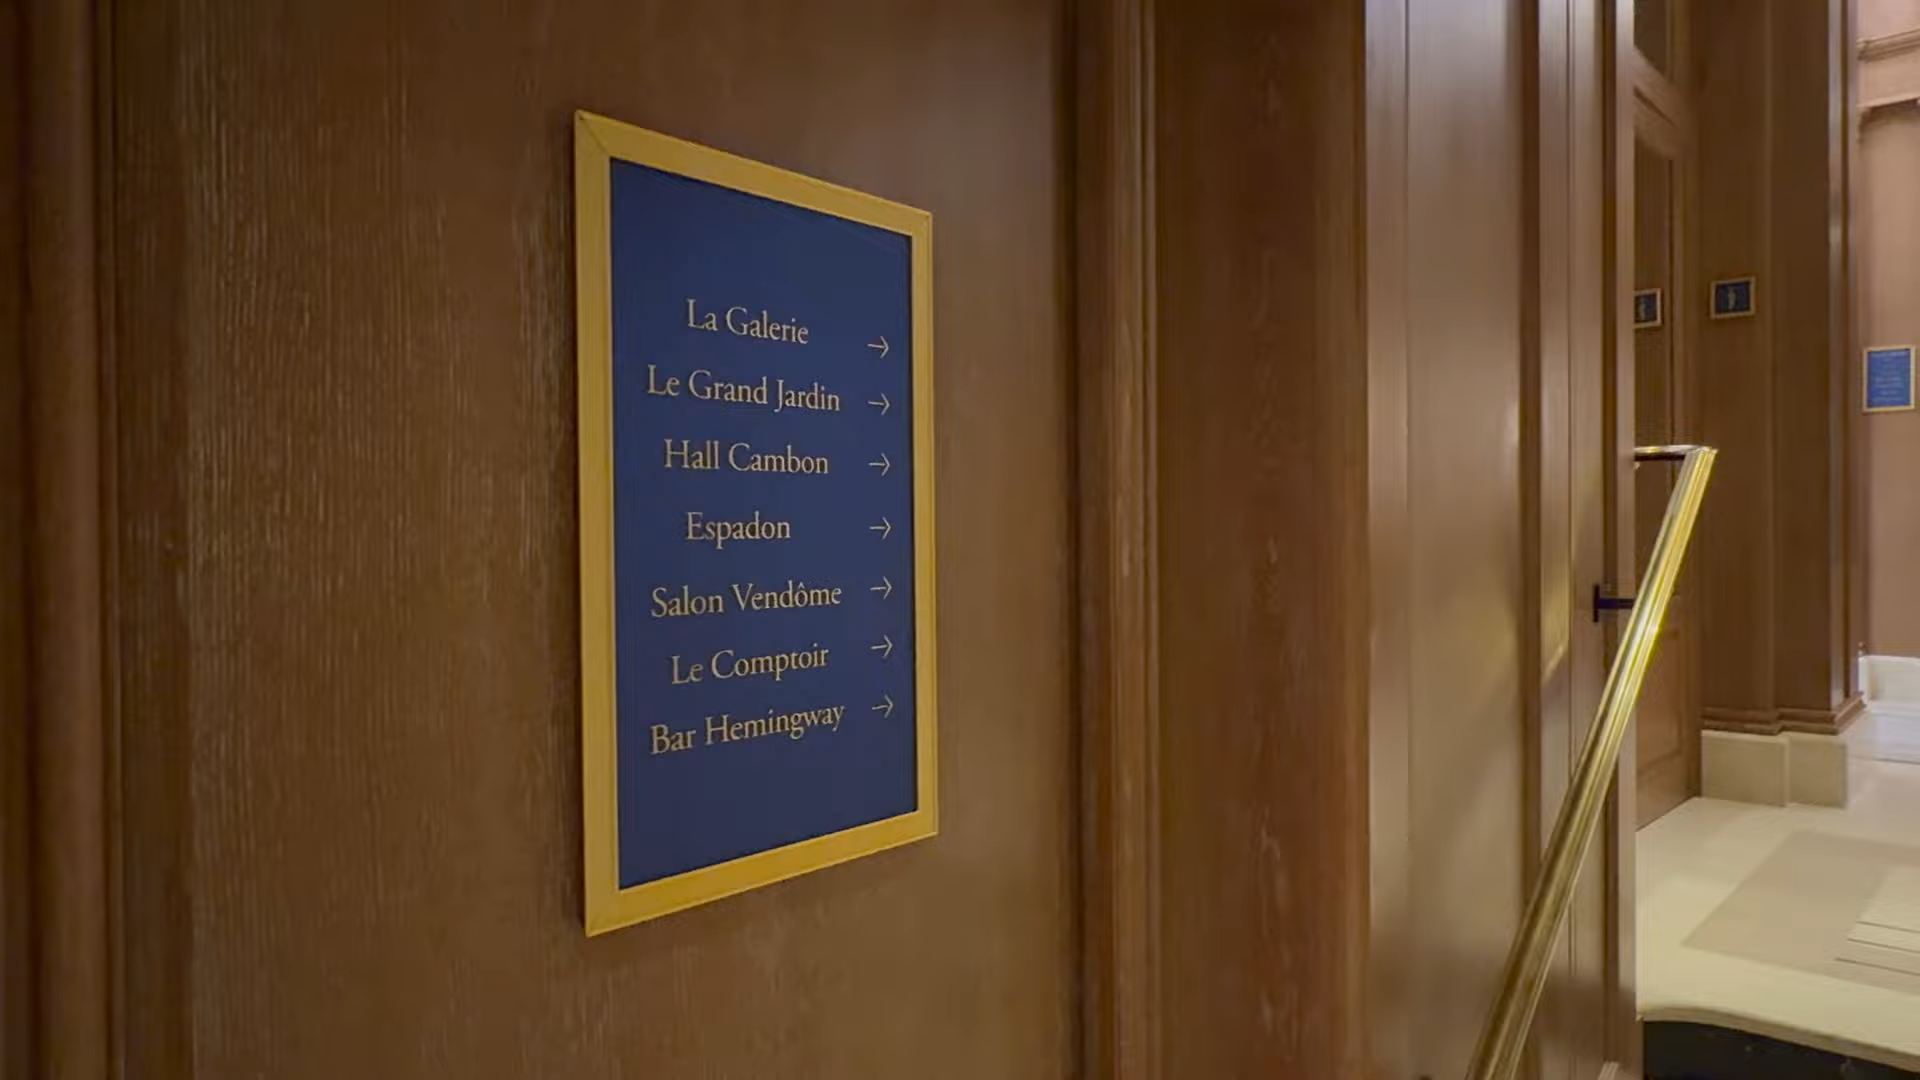 La Galerie →
Le Grand Jardin →
Hall Cambon →
Espadon →
Salon Vendôme →
Le Comptoir →
Bar Hemingway →